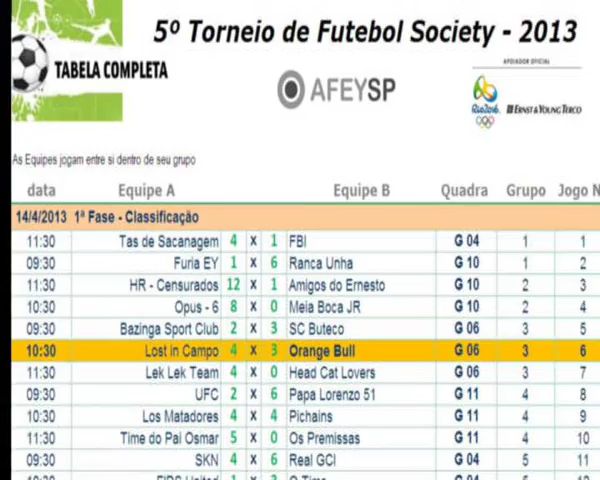 5º Torneio de Futebol Society - 2013
TABELA COMPLETA
APOIADOR OFICIAL
AFEYSP
Rio2016
ERNST & YOUNG TERCO
As Equipes jogam entre si dentro de seu grupo
data Equipe A Equipe B Quadra Grupo Jogo N
14/4/2013 1ª Fase - Classificação
11:30 Tas de Sacanagem 4 x 1 FBI G 04 1 1
09:30 Furia EY 1 x 6 Ranca Unha G 10 1 2
11:30 HR - Censurados 12 x 1 Amigos do Ernesto G 10 2 3
10:30 Opus - 6 8 x 0 Meia Boca JR G 10 2 4
09:30 Bazinga Sport Club 2 x 3 SC Buteco G 06 3 5
10:30 Lost in Campo 4 x 3 Orange Bull G 06 3 6
11:30 Lek Lek Team 4 x 0 Head Cat Lovers G 06 3 7
09:30 UFC 2 x 6 Papa Lorenzo 51 G 11 4 8
10:30 Los Matadores 4 x 4 Pichains G 11 4 9
11:30 Time do Pai Osmar 5 x 0 Os Premissas G 11 4 10
09:30 SKN 4 x 6 Real GCI G 04 5 11